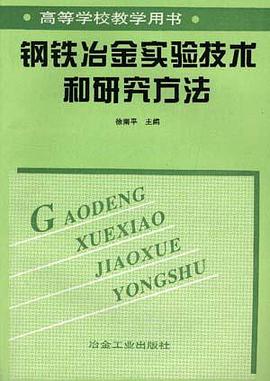 高等学校教学用书
钢铁冶金实验技术
和研究方法
徐南平 主编
GAODENG
XUEXIAO
JIAOXUE
YONGSHU
冶金工业出版社